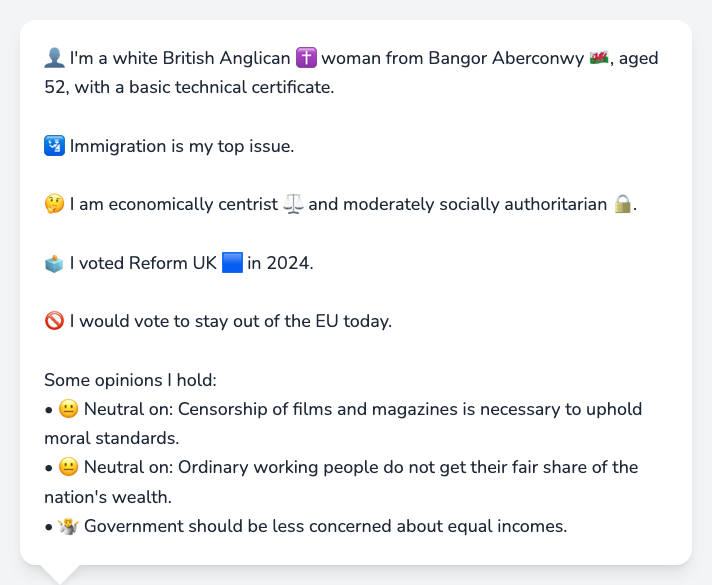 👤 I'm a white British Anglican ✝️ woman from Bangor Aberconwy 🏴󠁧󠁢󠁷󠁬󠁳󠁿, aged
52, with a basic technical certificate.
🛂 Immigration is my top issue.
🤔 I am economically centrist ⚖️ and moderately socially authoritarian 🔒.
🗳️ I voted Reform UK 🟦 in 2024.
🚫 I would vote to stay out of the EU today.
Some opinions I hold:
• 😐 Neutral on: Censorship of films and magazines is necessary to uphold
moral standards.
• 😐 Neutral on: Ordinary working people do not get their fair share of the
nation's wealth.
• 🤷 Government should be less concerned about equal incomes.